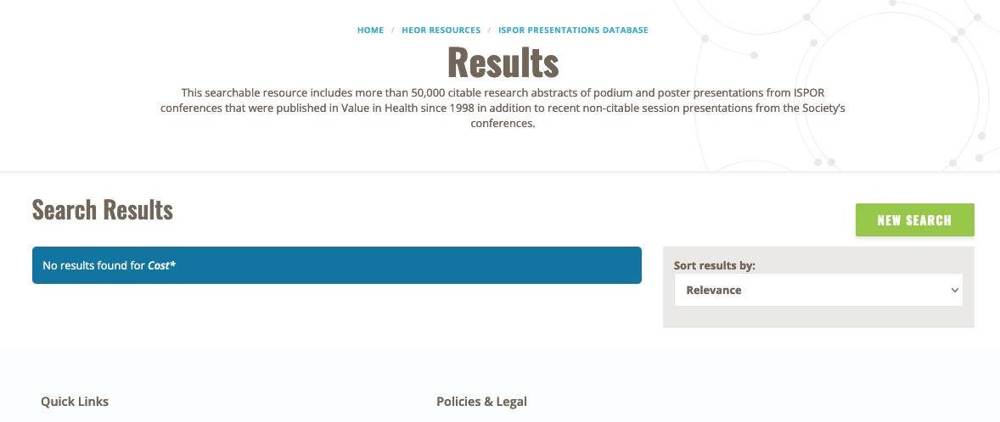 HOME / HEOR RESOURCES / ISPOR PRESENTATIONS DATABASE
Results
This searchable resource includes more than 50,000 citable research abstracts of podium and poster presentations from ISPOR
conferences that were published in Value in Health since 1998 in addition to recent non-citable session presentations from the Society's
conferences.
Search Results
NEW SEARCH
No results found for Cost*
Sort results by:
Relevance
Quick Links
Policies & Legal